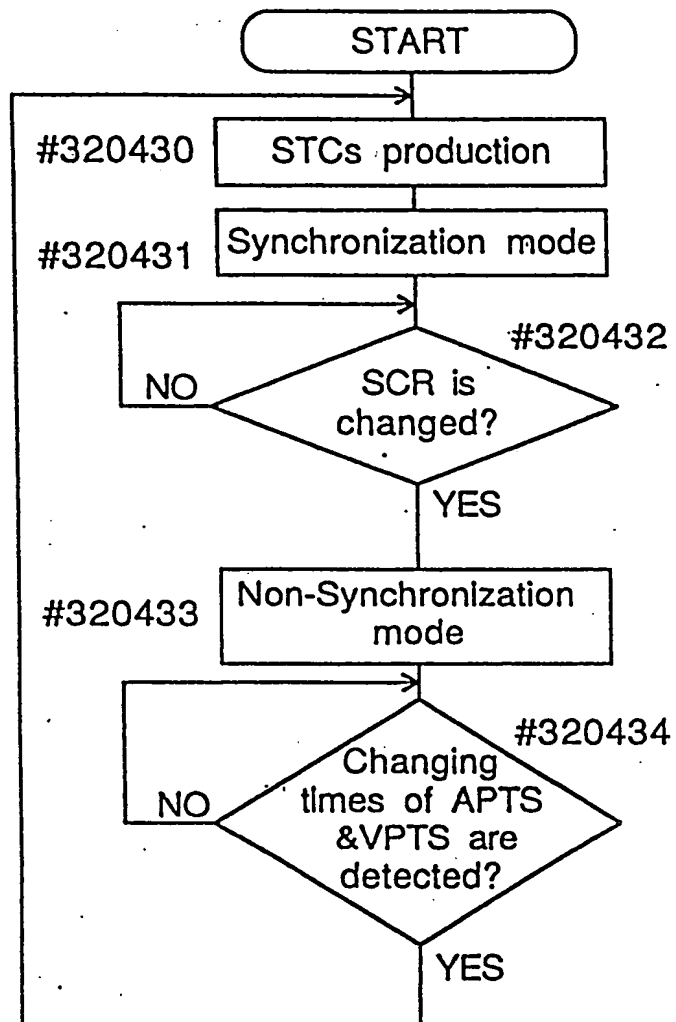 START
#320430
STCs production
#320431
Synchronization mode
#320432
SCR is
changed?
NO
YES
#320433
Non-Synchronization
mode
#320434
Changing
times of APTS
&VPTS are
detected?
NO
YES